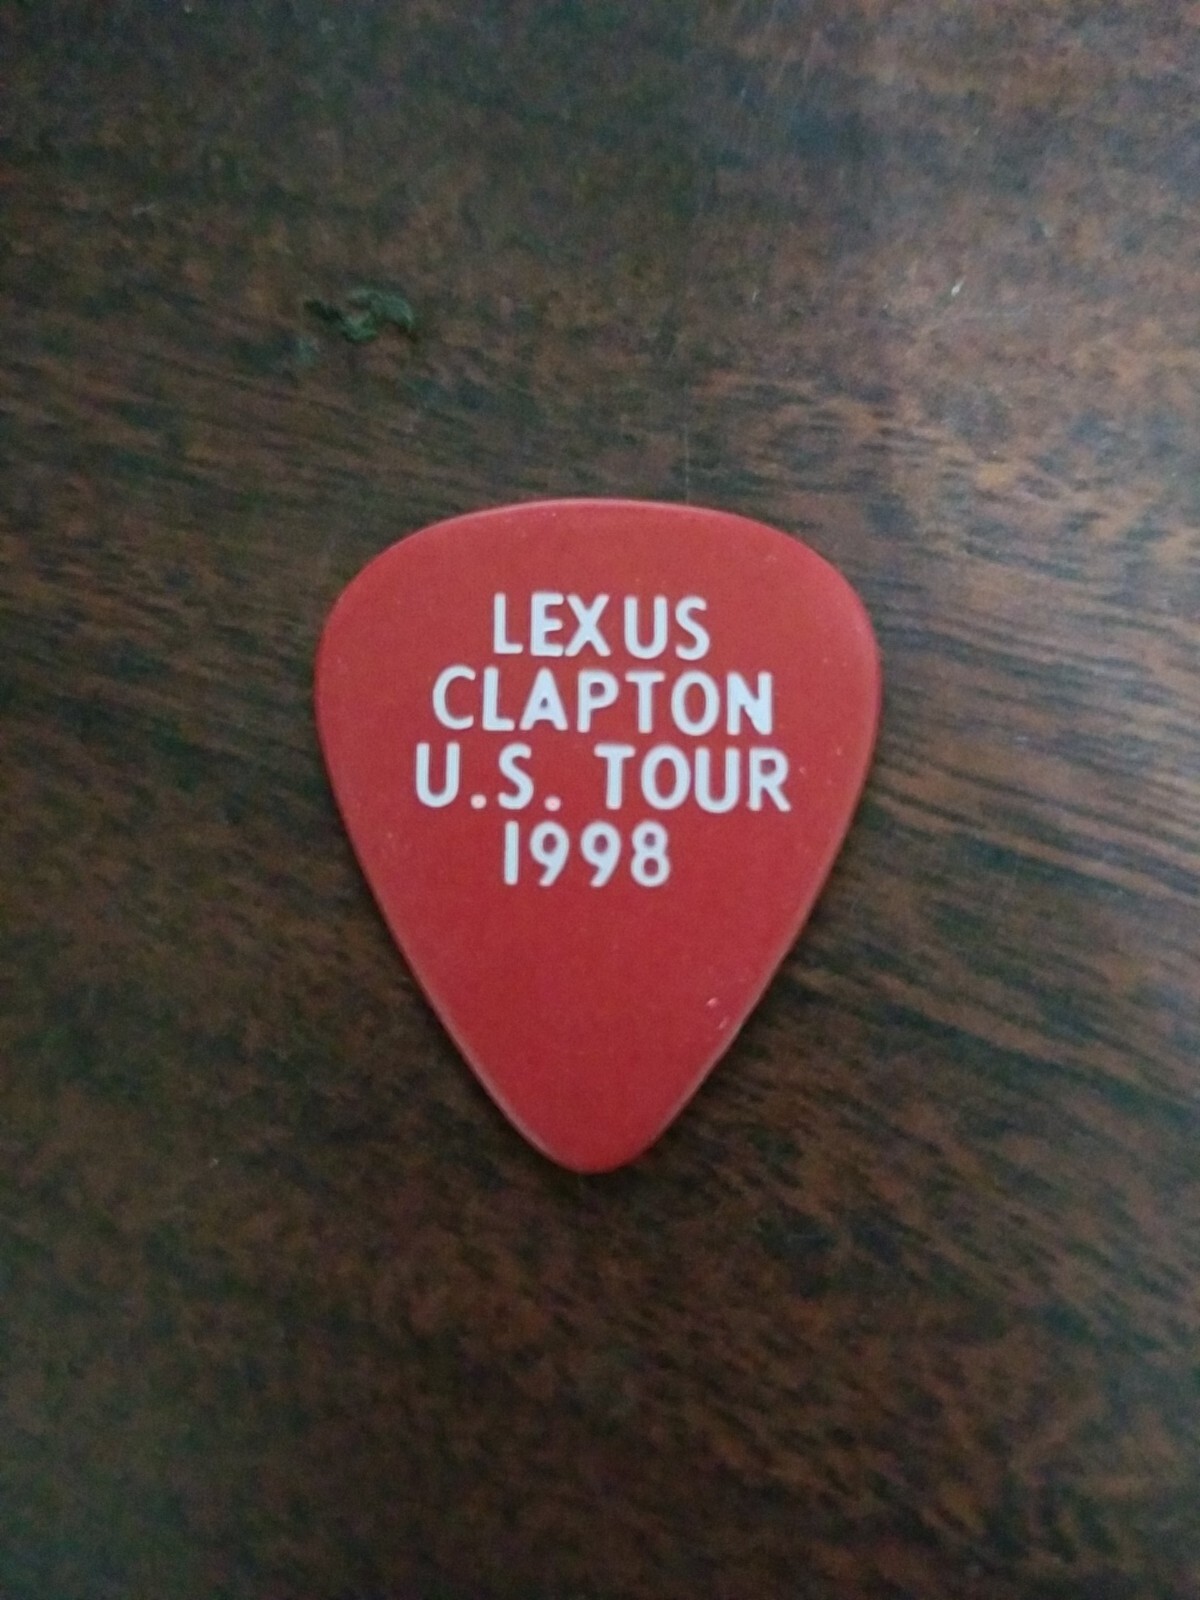 LEXUS
CLAPTON
U.S. TOUR
1998